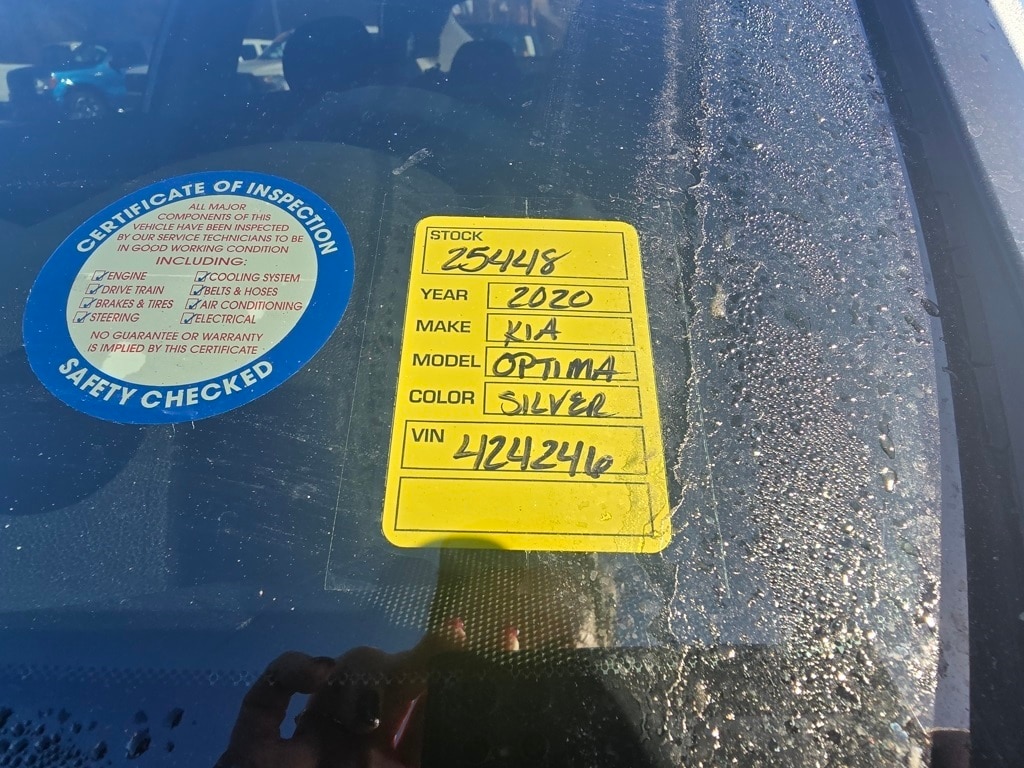 CERTIFICATE OF INSPECTION
ALL MAJOR
COMPONENTS OF THIS
VEHICLE HAVE BEEN INSPECTED
BY OUR SERVICE TECHNICIANS TO BE
IN GOOD WORKING CONDITION
INCLUDING:
ENGINE COOLING SYSTEM
DRIVE TRAIN BELTS & HOSES
BRAKES & TIRES AIR CONDITIONING
STEERING ELECTRICAL
NO GUARANTEE OR WARRANTY
IS IMPLIED BY THIS CERTIFICATE
SAFETY CHECKED
STOCK
25448
YEAR 2020
MAKE KIA
MODEL OPTIMA
COLOR SILVER
VIN 424246